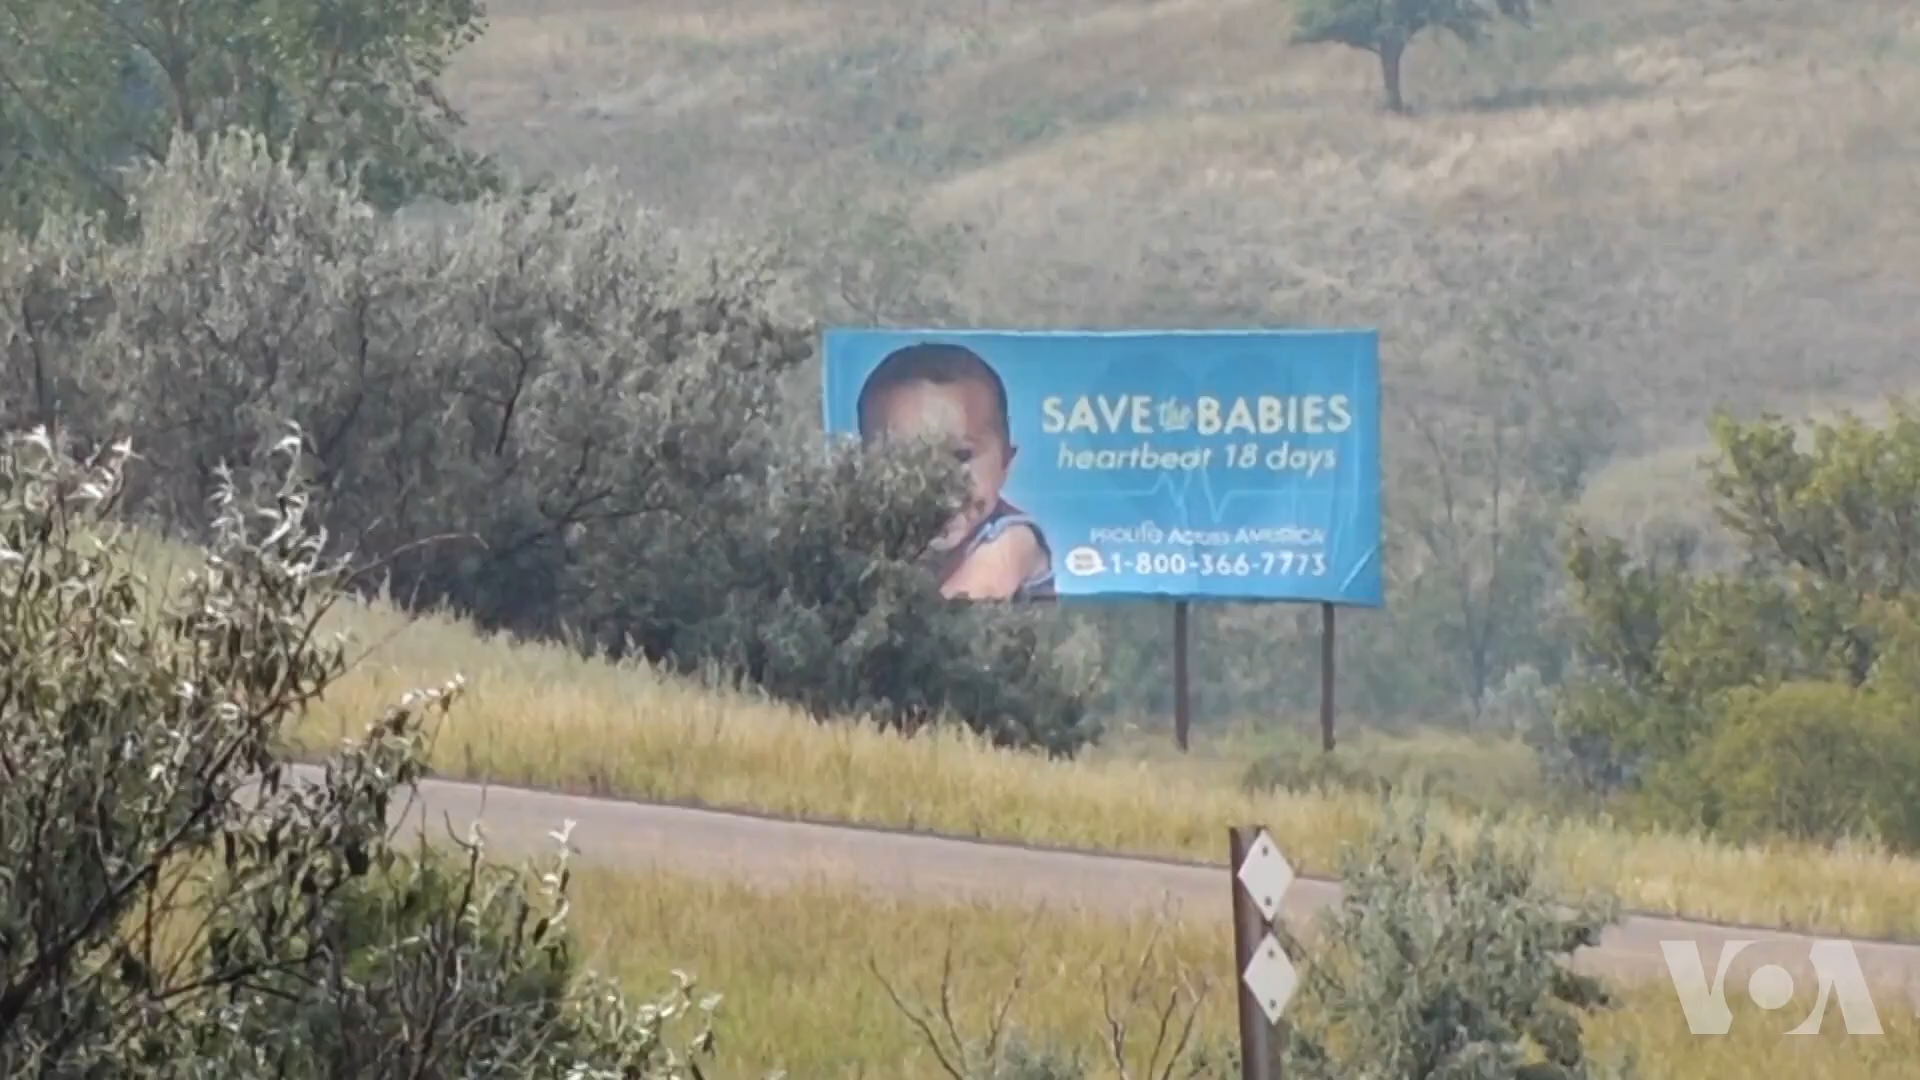 SAVE the BABIES
heartbeat 18 days
PROLIFE ACROSS AMERICA
1-800-366-7773
VOA